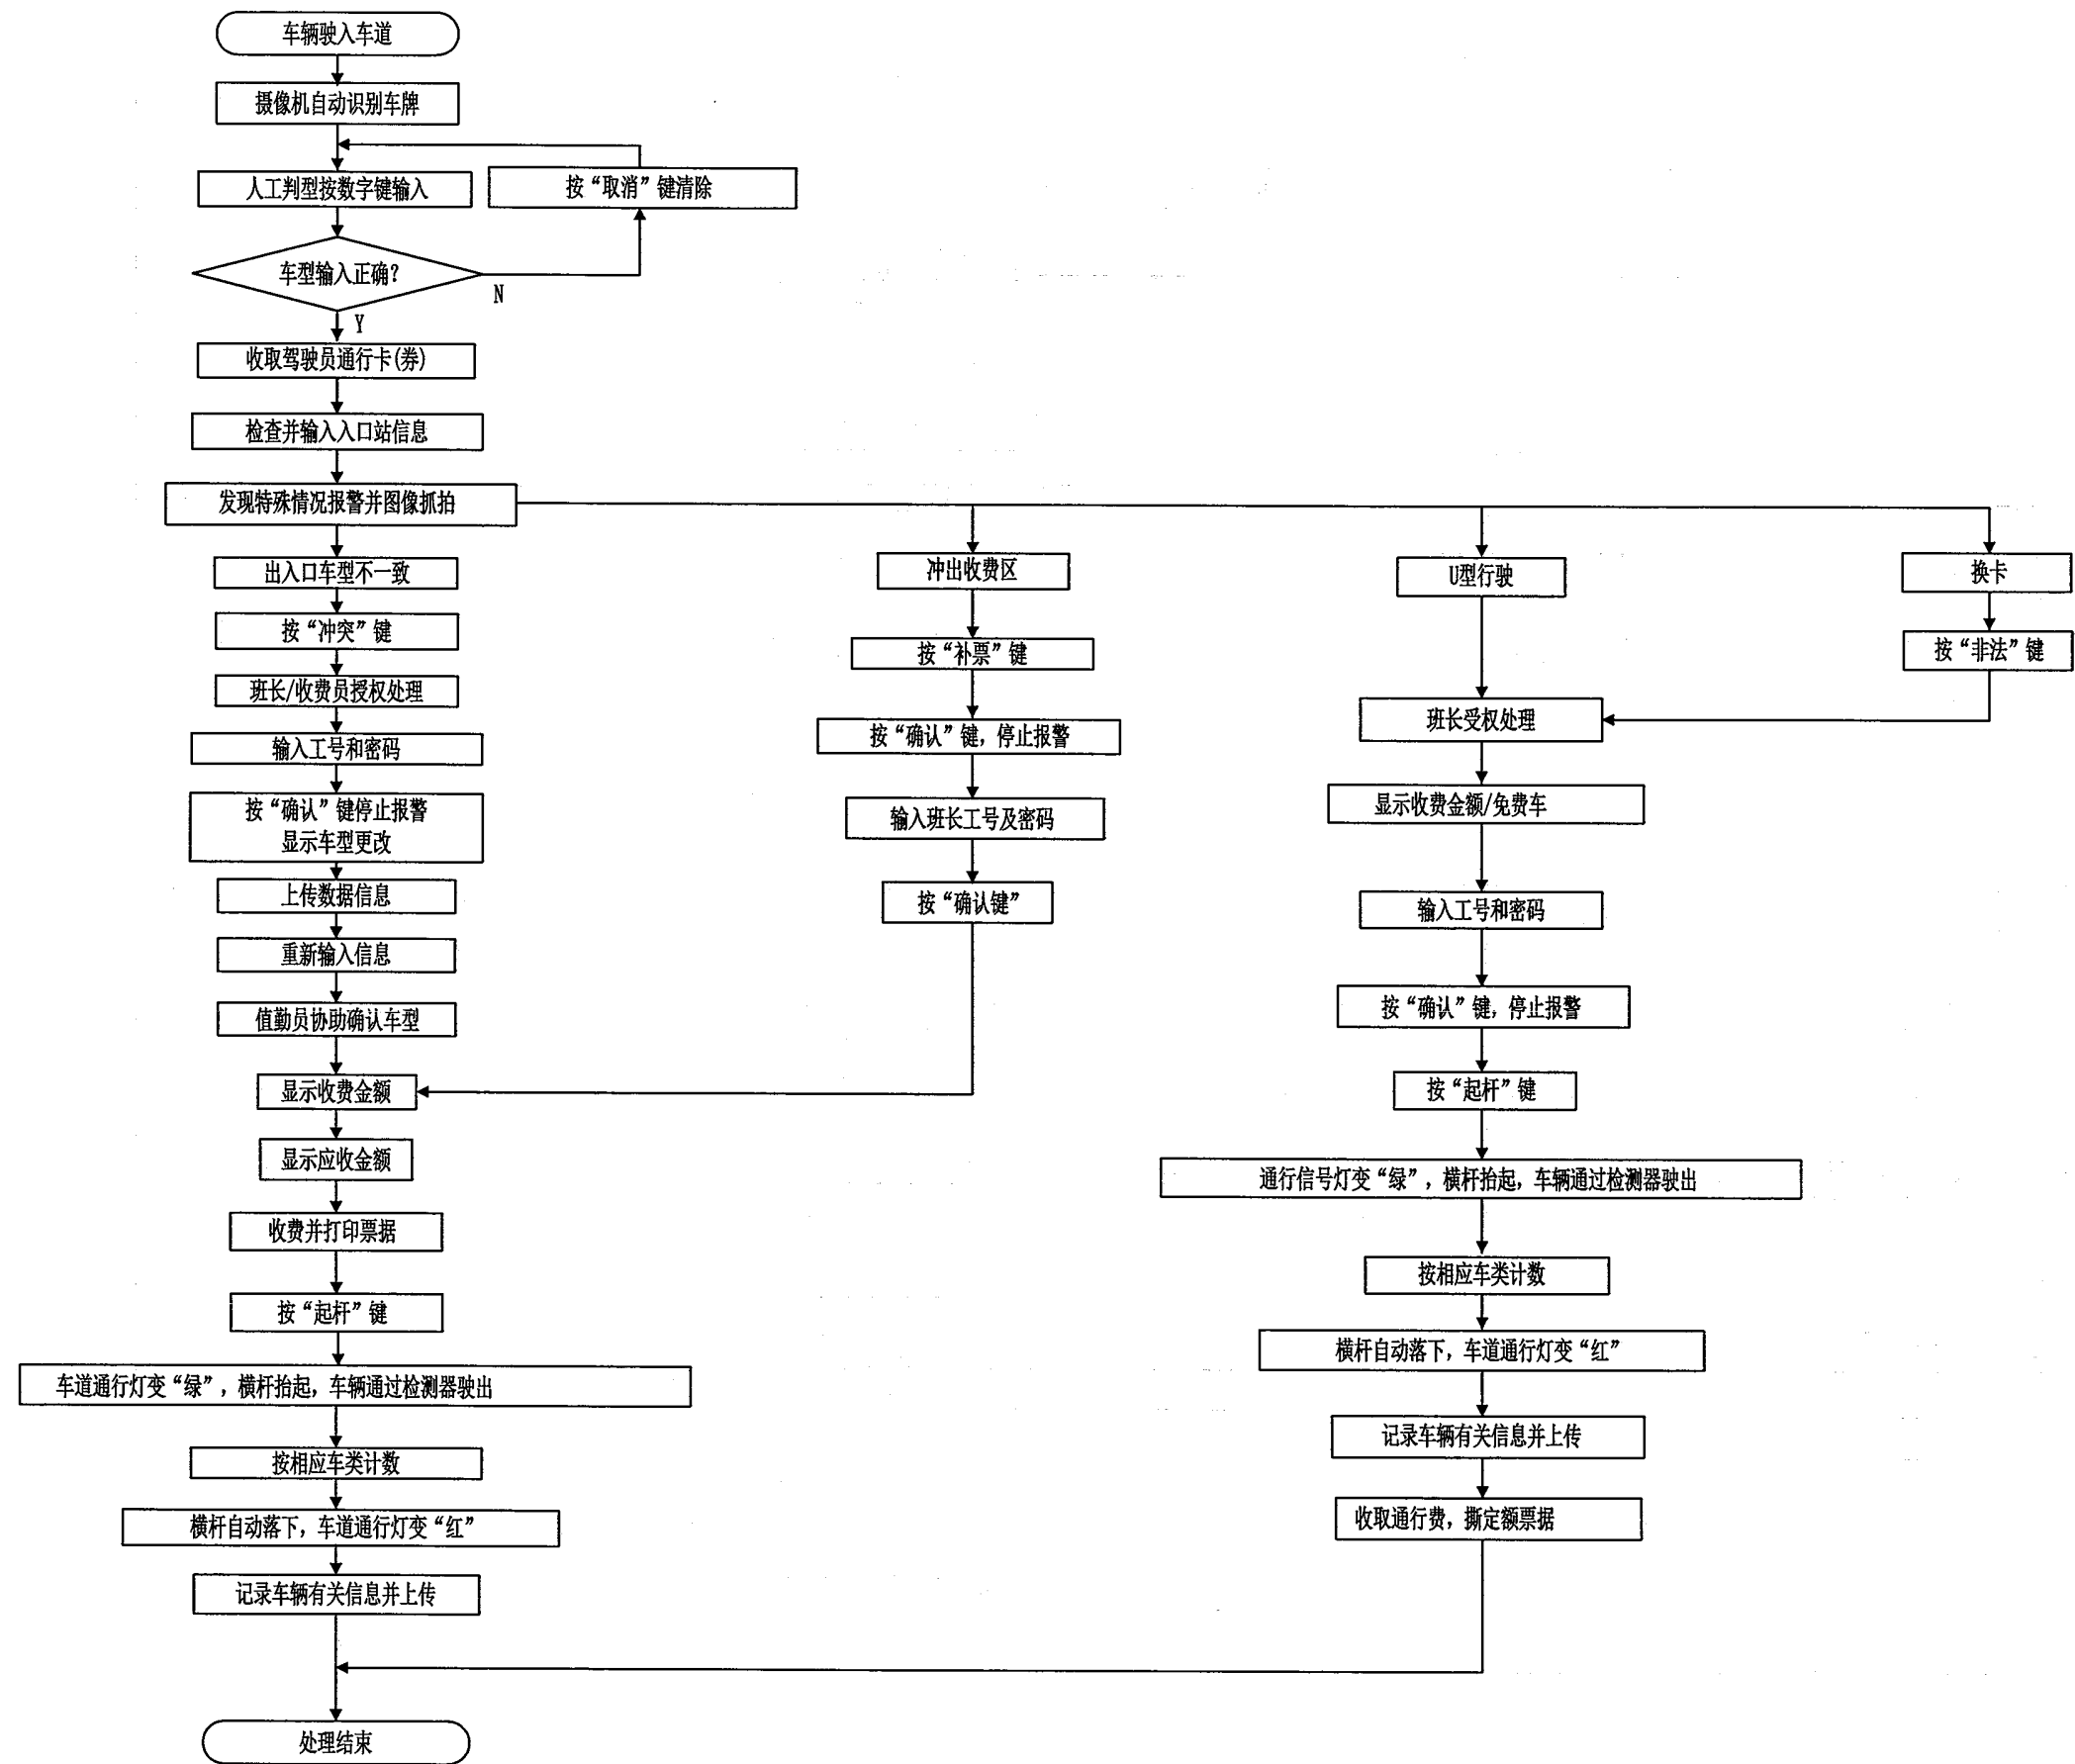 车辆驶入车道
摄像机自动识别车牌
人工判型按数字键输入
按“取消”键清除
车型输入正确？
N
Y
收取驾驶员通行卡(券)
检查并输入入口站信息
发现特殊情况报警并图像抓拍
出入口车型不一致
按“冲突”键
班长/收费员授权处理
输入工号和密码
按“确认”键停止报警
显示车型更改
上传数据信息
重新输入信息
值勤员协助确认车型
显示收费金额
显示应收金额
收费并打印票据
按“起杆”键
车道通行灯变“绿”，横杆抬起，车辆通过检测器驶出
按相应车类计数
横杆自动落下，车道通行灯变“红”
记录车辆有关信息并上传
处理结束
冲出收费区
按“补票”键
按“确认”键，停止报警
输入班长工号及密码
按“确认键”
U型行驶
换卡
按“非法”键
班长受权处理
显示收费金额/免费车
输入工号和密码
按“确认”键，停止报警
按“起杆”键
通行信号灯变“绿”，横杆抬起，车辆通过检测器驶出
按相应车类计数
横杆自动落下，车道通行灯变“红”
记录车辆有关信息并上传
收取通行费，撕定额票据